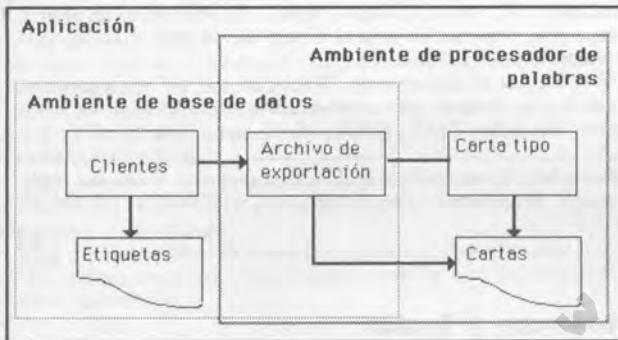 Aplicación
Ambiente de procesador de
palabras
Ambiente de base de datos
Clientes
Archivo de
exportación
Carta tipo
Etiquetas
Cartas